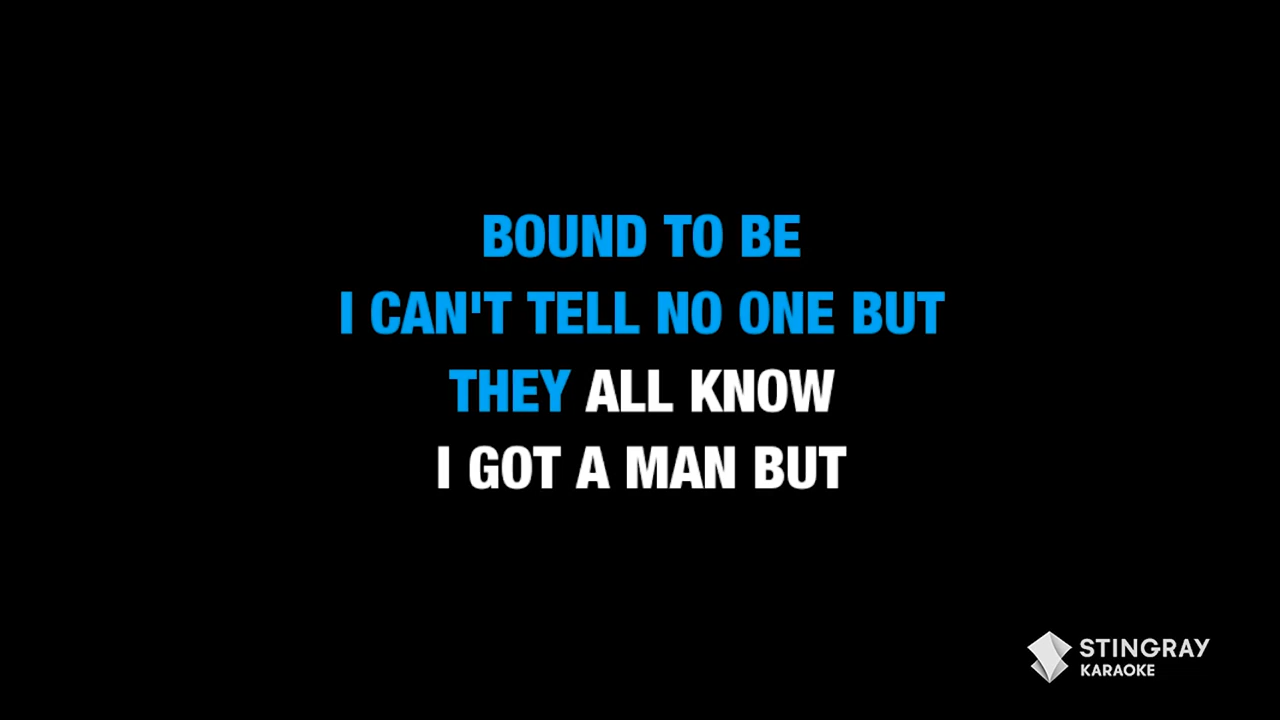 BOUND TO BE
I CAN'T TELL NO ONE BUT
THEY ALL KNOW
I GOT A MAN BUT
STINGRAY
KARAOKE